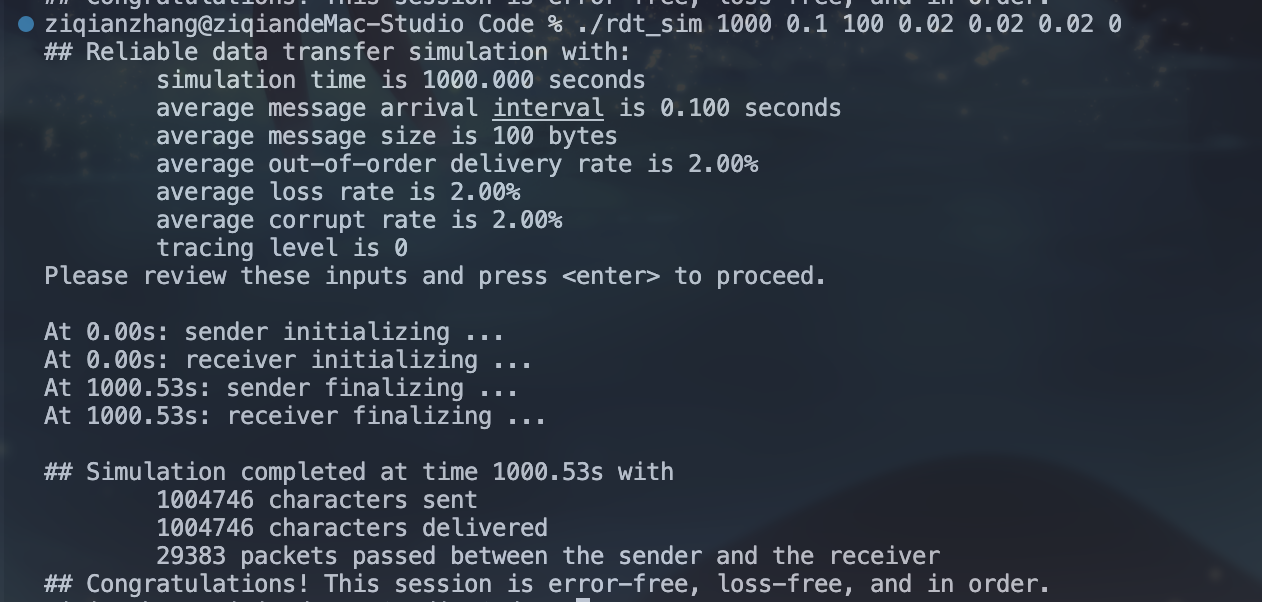 ## Congratulations! This session is error-free, loss-free, and in order.
ziqianzhang@ziqiandeMac-Studio Code % ./rdt_sim 1000 0.1 100 0.02 0.02 0.02 0
## Reliable data transfer simulation with:
simulation time is 1000.000 seconds
average message arrival interval is 0.100 seconds
average message size is 100 bytes
average out-of-order delivery rate is 2.00%
average loss rate is 2.00%
average corrupt rate is 2.00%
tracing level is 0
Please review these inputs and press <enter> to proceed.
At 0.00s: sender initializing ...
At 0.00s: receiver initializing ...
At 1000.53s: sender finalizing ...
At 1000.53s: receiver finalizing ...
## Simulation completed at time 1000.53s with
1004746 characters sent
1004746 characters delivered
29383 packets passed between the sender and the receiver
## Congratulations! This session is error-free, loss-free, and in order.